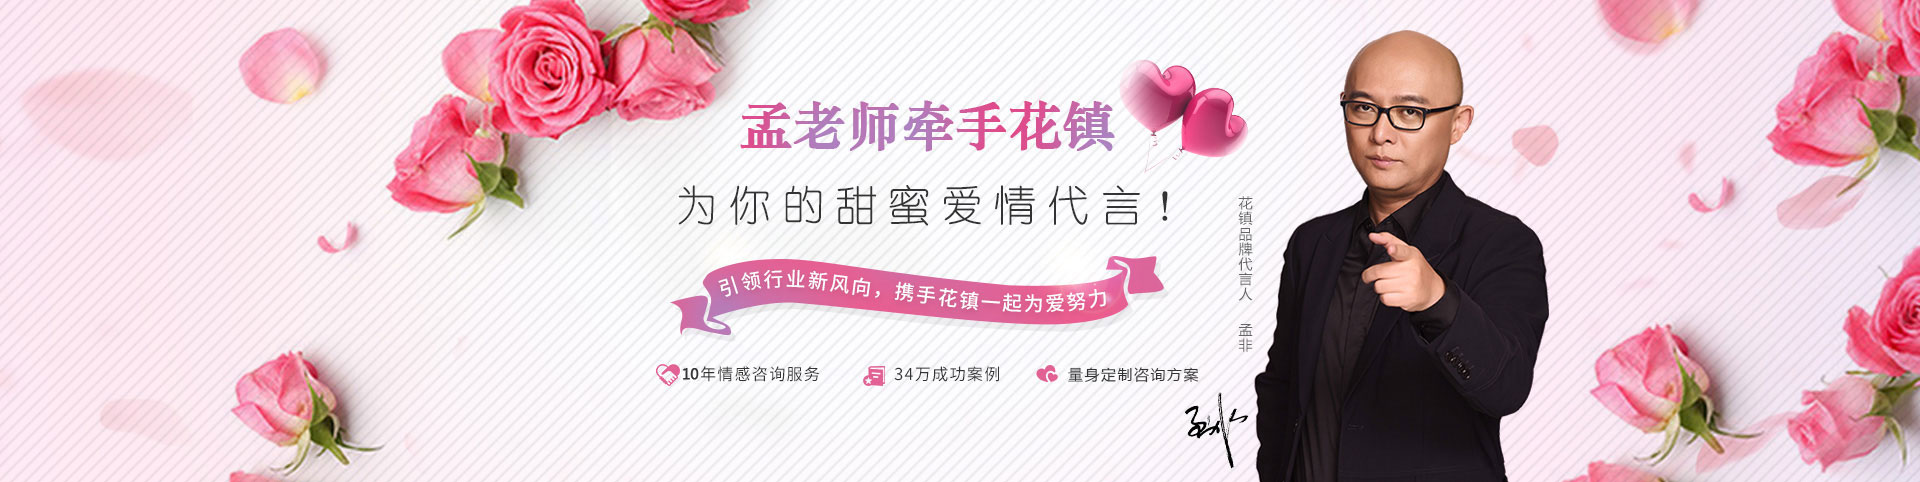 孟老师牵手花镇
为你的甜蜜爱情代言!
引领行业新风向,携手花镇一起为爱努力
10年情感咨询服务
34万成功案例
量身定制咨询方案
花镇品牌代言人 孟非